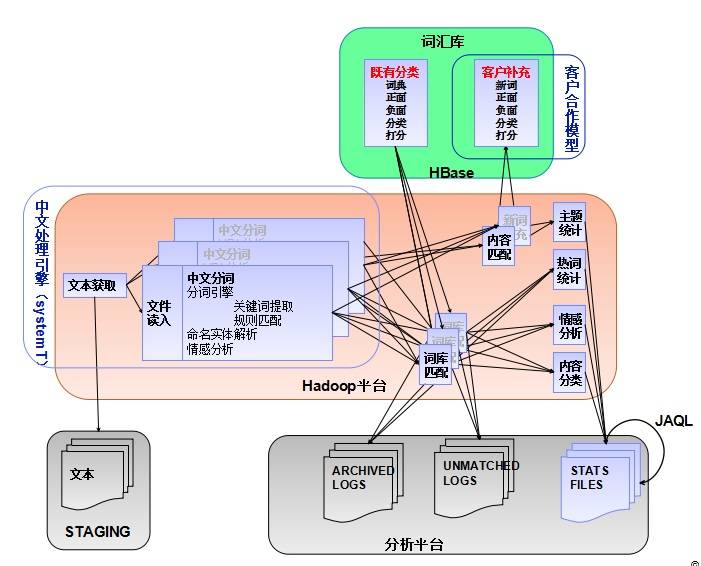 词汇库
既有分类
词典
正面
负面
分类
打分
客户补充
新词
正面
负面
分类
打分
客户合作模型
HBase
中文处理引擎（system T）
文本获取
中文分词
中文分词
文件
读入
中文分词
分词引擎
关键词提取
规则匹配
命名实体解析
情感分析
新词
充
内容
匹配
词库
词库
词库
匹配
主题
统计
热词
统计
情感
分析
内容
分类
Hadoop平台
文本
STAGING
ARCHIVED
LOGS
UNMATCHED
LOGS
STATS
FILES
JAQL
分析平台
©